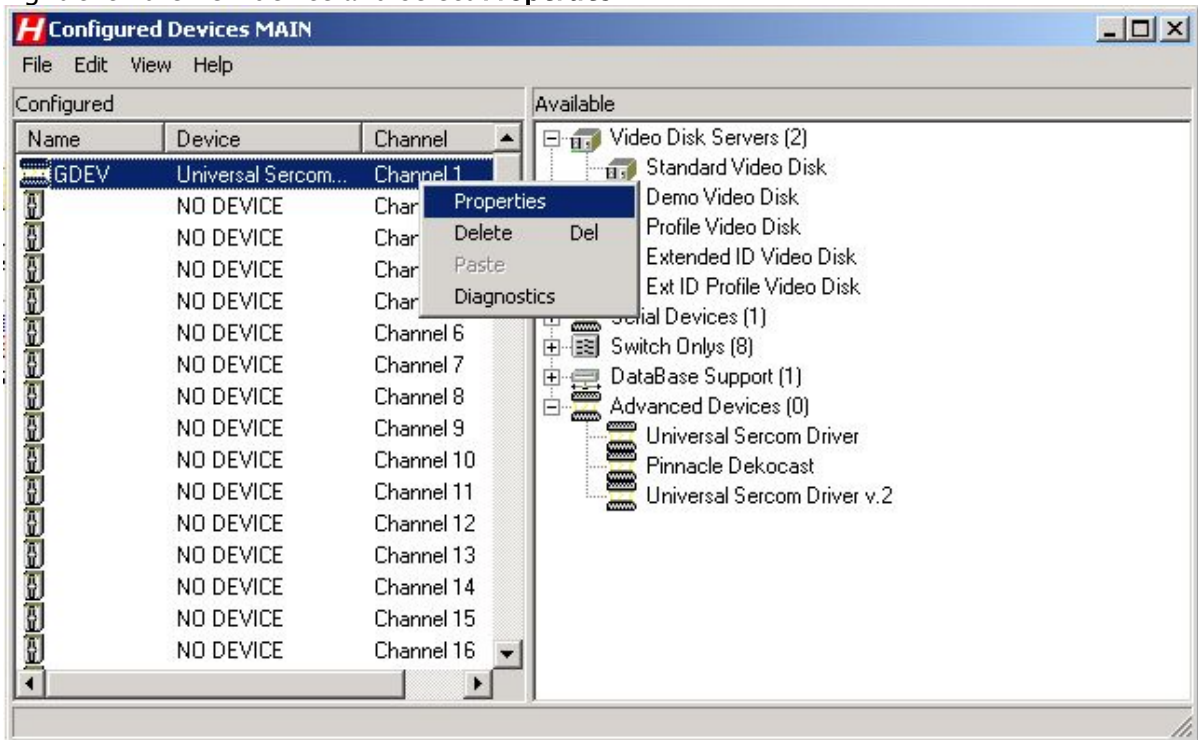 Configured Devices MAIN
File Edit View Help
Configured
Name Device Channel
GDEV Universal Sercom... Channel 1
NO DEVICE Char
NO DEVICE Char
NO DEVICE Char
NO DEVICE Char
NO DEVICE Channel 6
NO DEVICE Channel 7
NO DEVICE Channel 8
NO DEVICE Channel 9
NO DEVICE Channel 10
NO DEVICE Channel 11
NO DEVICE Channel 12
NO DEVICE Channel 13
NO DEVICE Channel 14
NO DEVICE Channel 15
NO DEVICE Channel 16
Properties
Delete Del
Paste
Diagnostics
Available
Video Disk Servers (2)
Standard Video Disk
Demo Video Disk
Profile Video Disk
Extended ID Video Disk
Ext ID Profile Video Disk
Serial Devices (1)
Switch Onlys (8)
DataBase Support (1)
Advanced Devices (0)
Universal Sercom Driver
Pinnacle Dekocast
Universal Sercom Driver v.2